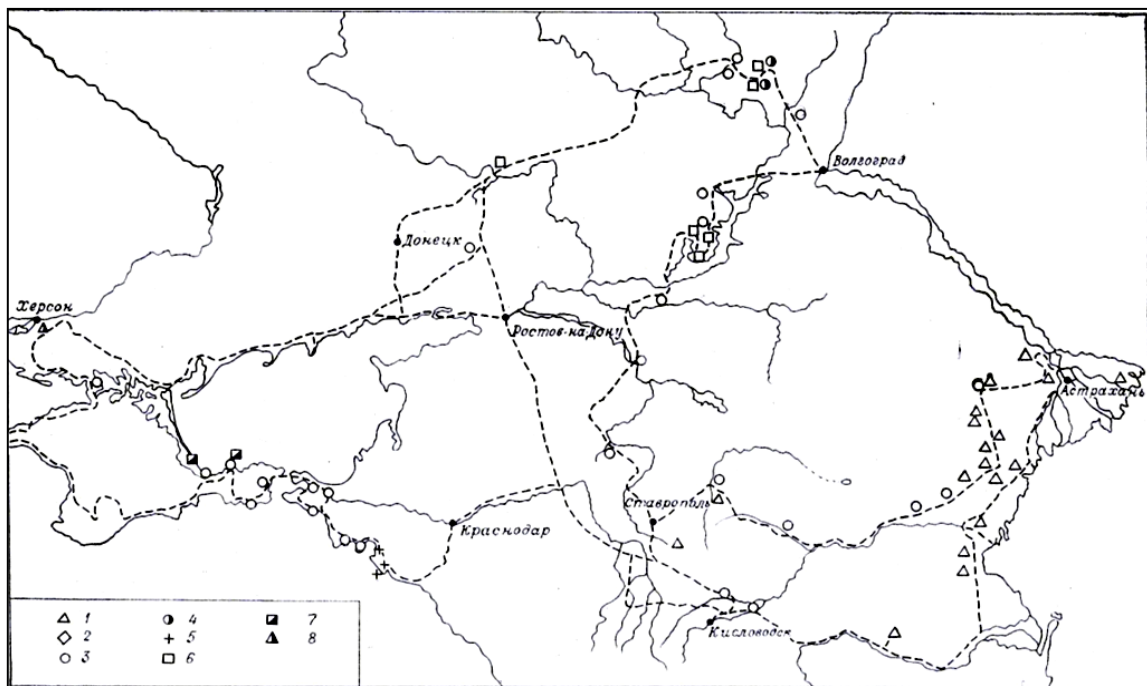 Волгоград
Донецк
Херсон
Ростов-на-Дону
Астрахань
Ставрополь
Краснодар
Кисловодск
1 4 7
2 5 8
3 6